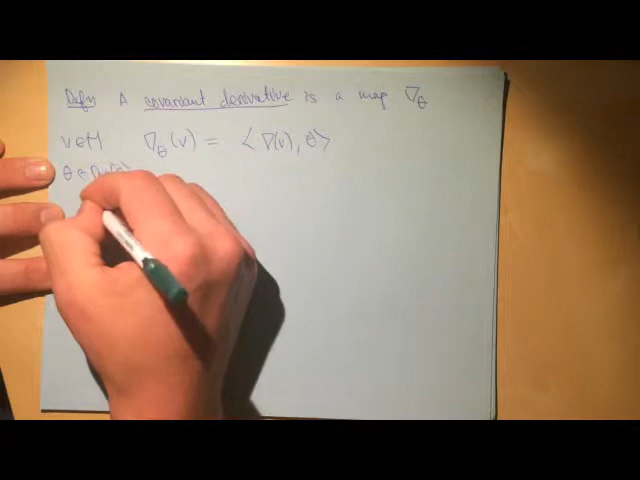 Defn A covariant derivative is a map ∇_θ
v∈M ∇_θ(v) = ⟨∇(v), θ⟩
θ ∈